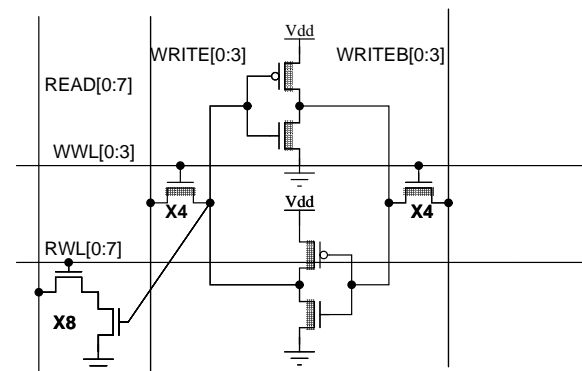 Vdd
WRITE[0:3]
WRITEB[0:3]
READ[0:7]
WWL[0:3]
X4
X4
Vdd
RWL[0:7]
X8